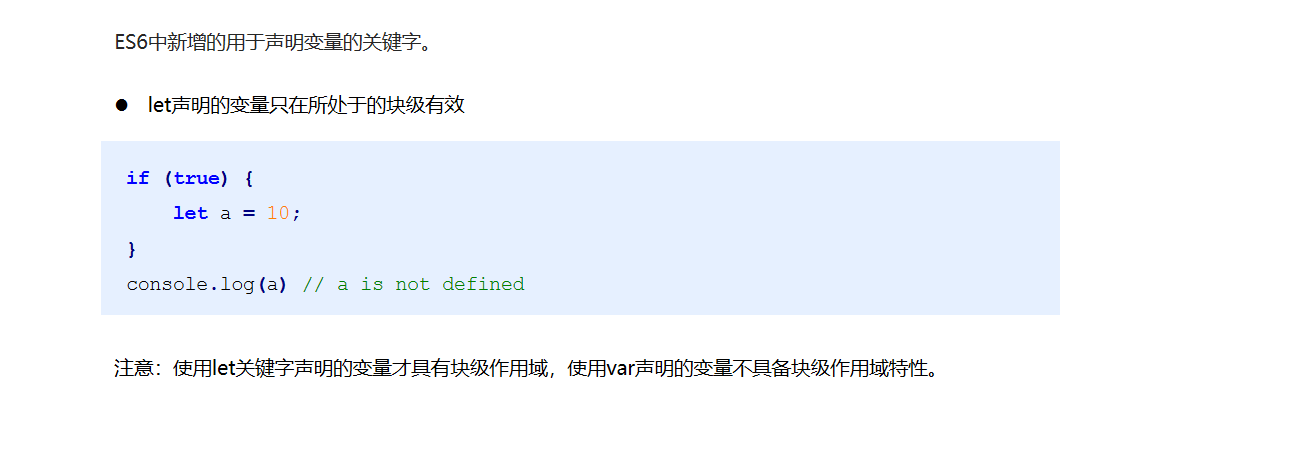 ES6中新增的用于声明变量的关键字。
● let声明的变量只在所处于的块级有效
if (true) {
    let a = 10;
}
console.log(a) // a is not defined
注意：使用let关键字声明的变量才具有块级作用域，使用var声明的变量不具备块级作用域特性。